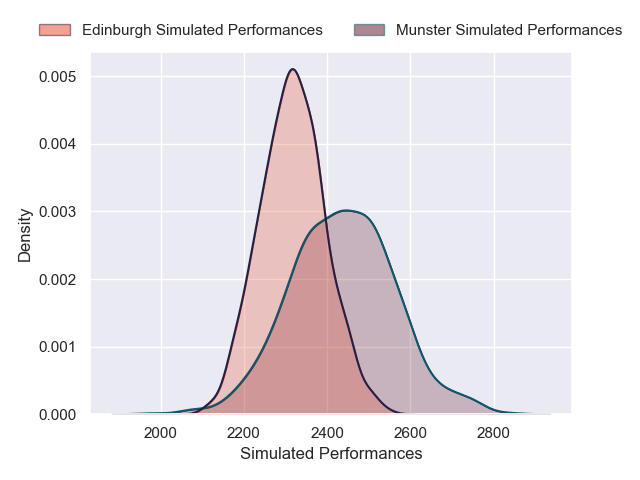 Edinburgh Simulated Performances Munster Simulated Performances
0.005
0.004
0.003
0.002
0.001
0.000
Density
2000 2200 2400 2600 2800
Simulated Performances